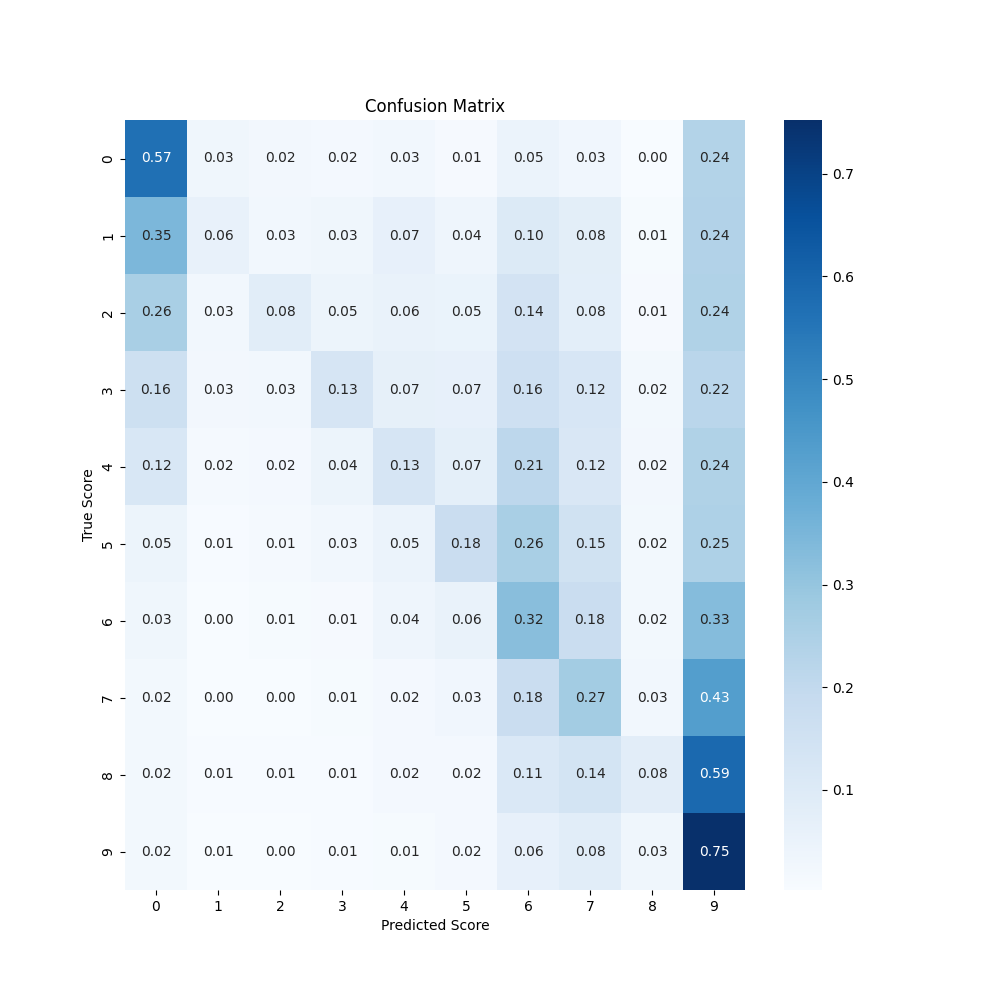 Confusion Matrix
0 0.57 0.03 0.02 0.02 0.03 0.01 0.05 0.03 0.00 0.24
1 0.35 0.06 0.03 0.03 0.07 0.04 0.10 0.08 0.01 0.24
2 0.26 0.03 0.08 0.05 0.06 0.05 0.14 0.08 0.01 0.24
3 0.16 0.03 0.03 0.13 0.07 0.07 0.16 0.12 0.02 0.22
4 0.12 0.02 0.02 0.04 0.13 0.07 0.21 0.12 0.02 0.24
5 0.05 0.01 0.01 0.03 0.05 0.18 0.26 0.15 0.02 0.25
6 0.03 0.00 0.01 0.01 0.04 0.06 0.32 0.18 0.02 0.33
7 0.02 0.00 0.00 0.01 0.02 0.03 0.18 0.27 0.03 0.43
8 0.02 0.01 0.01 0.01 0.02 0.02 0.11 0.14 0.08 0.59
9 0.02 0.01 0.00 0.01 0.01 0.02 0.06 0.08 0.03 0.75
0 1 2 3 4 5 6 7 8 9
Predicted Score
True Score
0.7
0.6
0.5
0.4
0.3
0.2
0.1